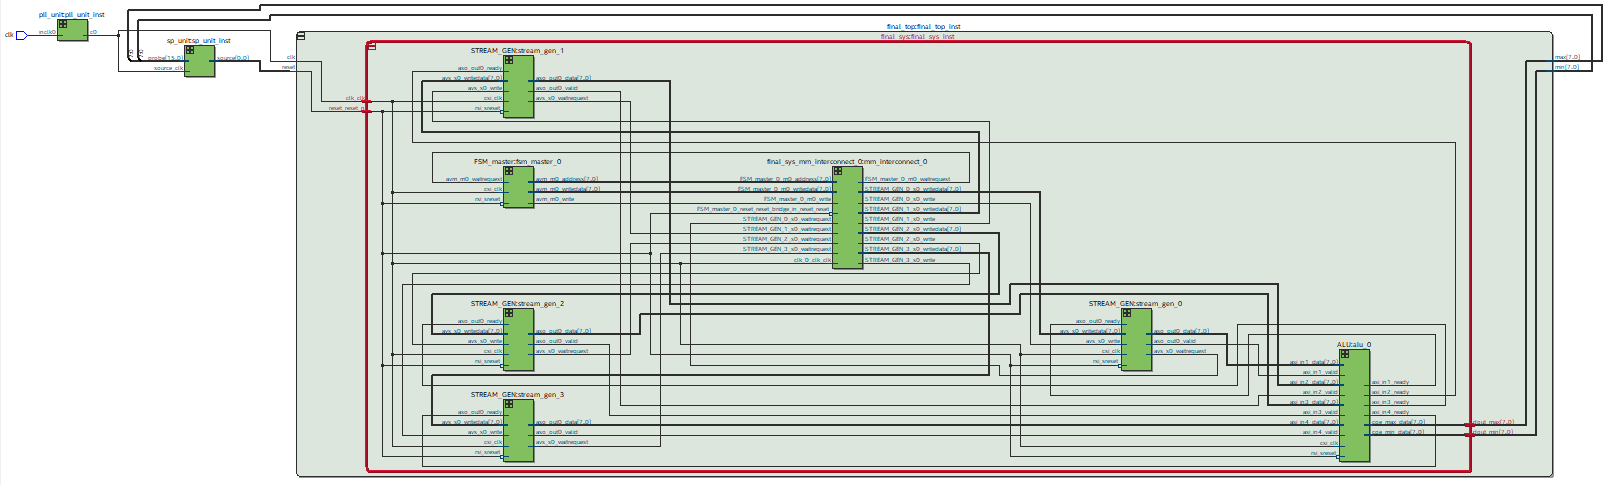 pll_unit:pll_unit_inst
clk
inclk0
c0
sp_unit:sp_unit_inst
probe[15..0]
source[0..0]
source_clk
final_top:final_top_inst
final_sys:final_sys_inst
clk
reset
max[7..0]
min[7..0]
clk_clk
reset_reset_n
STREAM_GEN:stream_gen_1
aso_out0_ready
avs_s0_writedata[7..0]
aso_out0_data[7..0]
avs_s0_write
aso_out0_valid
csi_clk
avs_s0_waitrequest
rsi_sreset
FSM_master:fsm_master_0
avm_m0_waitrequest
avm_m0_address[7..0]
csi_clk
avm_m0_writedata[7..0]
rsi_sreset
avm_m0_write
final_sys_mm_interconnect_0:mm_interconnect_0
FSM_master_0_m0_address[7..0]
FSM_master_0_m0_waitrequest
FSM_master_0_m0_writedata[7..0]
STREAM_GEN_0_s0_writedata[7..0]
FSM_master_0_m0_write
STREAM_GEN_0_s0_write
FSM_master_0_reset_reset_bridge_in_reset_reset
STREAM_GEN_1_s0_writedata[7..0]
STREAM_GEN_0_s0_waitrequest
STREAM_GEN_1_s0_write
STREAM_GEN_1_s0_waitrequest
STREAM_GEN_2_s0_writedata[7..0]
STREAM_GEN_2_s0_waitrequest
STREAM_GEN_2_s0_write
STREAM_GEN_3_s0_waitrequest
STREAM_GEN_3_s0_writedata[7..0]
clk_0_clk_clk
STREAM_GEN_3_s0_write
STREAM_GEN:stream_gen_2
aso_out0_ready
avs_s0_writedata[7..0]
aso_out0_data[7..0]
avs_s0_write
aso_out0_valid
csi_clk
avs_s0_waitrequest
rsi_sreset
STREAM_GEN:stream_gen_0
aso_out0_ready
avs_s0_writedata[7..0]
aso_out0_data[7..0]
avs_s0_write
aso_out0_valid
csi_clk
avs_s0_waitrequest
rsi_sreset
STREAM_GEN:stream_gen_3
aso_out0_ready
avs_s0_writedata[7..0]
aso_out0_data[7..0]
avs_s0_write
aso_out0_valid
csi_clk
avs_s0_waitrequest
rsi_sreset
ALU:alu_0
asi_in1_data[7..0]
asi_in1_valid
asi_in2_data[7..0]
asi_in1_ready
asi_in2_valid
asi_in2_ready
asi_in3_data[7..0]
asi_in3_ready
asi_in3_valid
asi_in4_ready
asi_in4_data[7..0]
coe_max_data[7..0]
asi_in4_valid
coe_min_data[7..0]
csi_clk
rsi_sreset
dout_max[7..0]
dout_min[7..0]